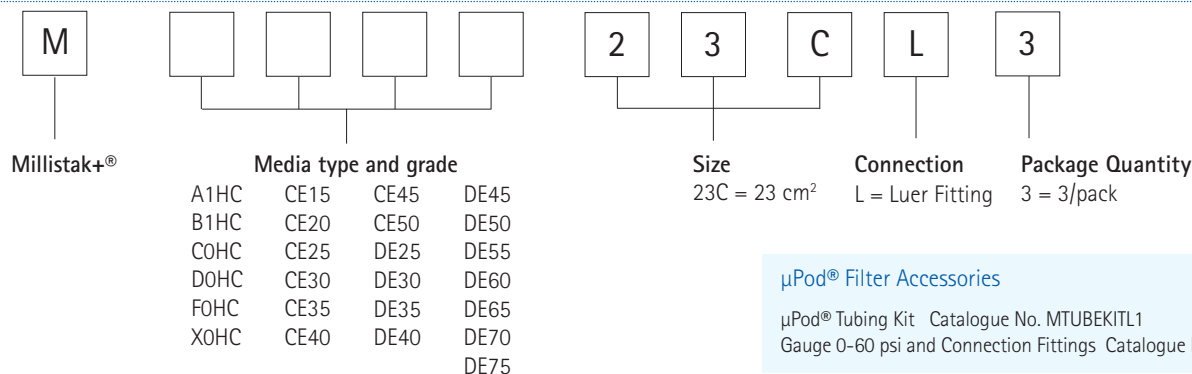 M 2 3 C L 3
Millistak+®
Media type and grade
A1HC CE15 CE45 DE45
B1HC CE20 CE50 DE50
C0HC CE25 DE25 DE55
D0HC CE30 DE30 DE60
F0HC CE35 DE35 DE65
X0HC CE40 DE40 DE70
DE75
Size
23C = 23 cm²
Connection
L = Luer Fitting
Package Quantity
3 = 3/pack
µPod® Filter Accessories
µPod® Tubing Kit Catalogue No. MTUBEKITL1
Gauge 0-60 psi and Connection Fittings Catalogue